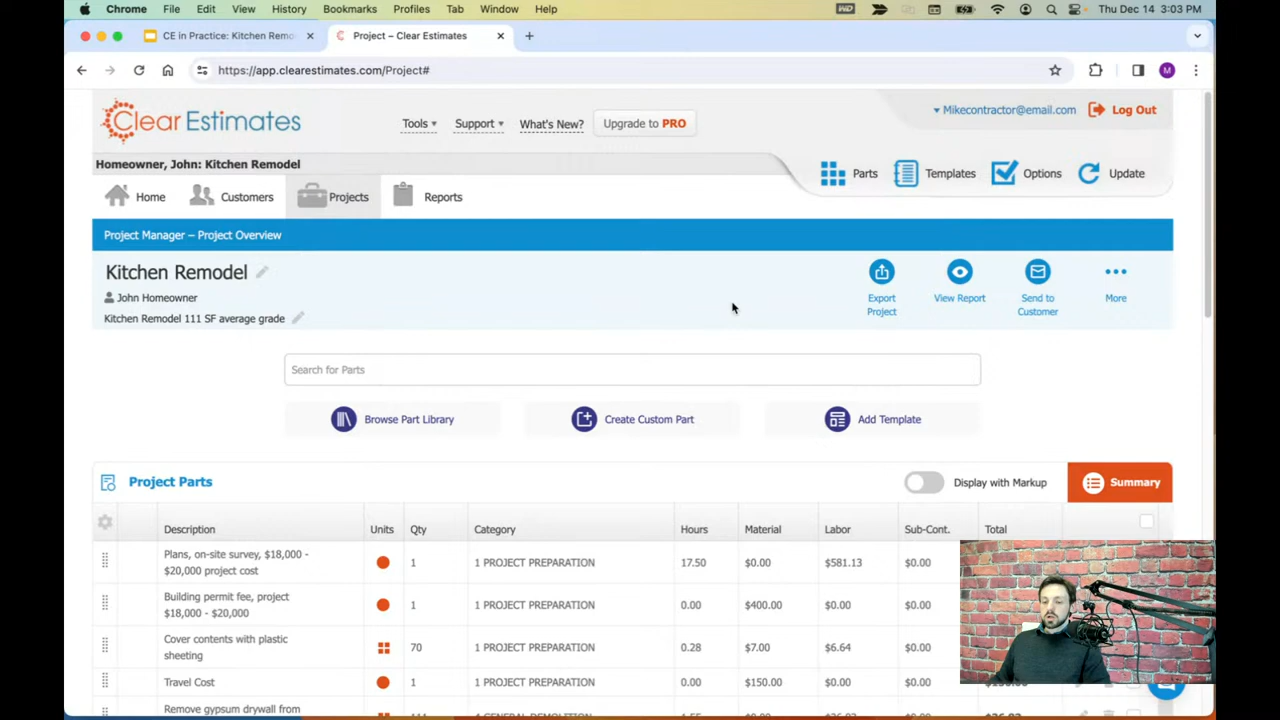 Chrome File Edit View History Bookmarks Profiles Tab Window Help Thu Dec 14 3:03 PM
CE in Practice: Kitchen Remo Project – Clear Estimates
https://app.clearestimates.com/Project#
M
Clear Estimates
Tools Support What's New? Upgrade to PRO
Mikecontractor@email.com Log Out
Homeowner, John: Kitchen Remodel
Parts Templates Options Update
Home Customers Projects Reports
Project Manager – Project Overview
Kitchen Remodel
John Homeowner
Kitchen Remodel 111 SF average grade
Export
Project
View Report
Send to
Customer
More
Search for Parts
Browse Part Library Create Custom Part Add Template
Project Parts Display with Markup Summary
Description Units Qty Category Hours Material Labor Sub-Cont. Total
Plans, on-site survey, $18,000 -
$20,000 project cost
1 1 PROJECT PREPARATION 17.50 $0.00 $581.13 $0.00
Building permit fee, project
$18,000 - $20,000
1 1 PROJECT PREPARATION 0.00 $400.00 $0.00 $0.00
Cover contents with plastic
sheeting
70 1 PROJECT PREPARATION 0.28 $7.00 $6.64 $0.00
Travel Cost 1 1 PROJECT PREPARATION 0.00 $150.00 $0.00 $0.00
Remove gypsum drywall from